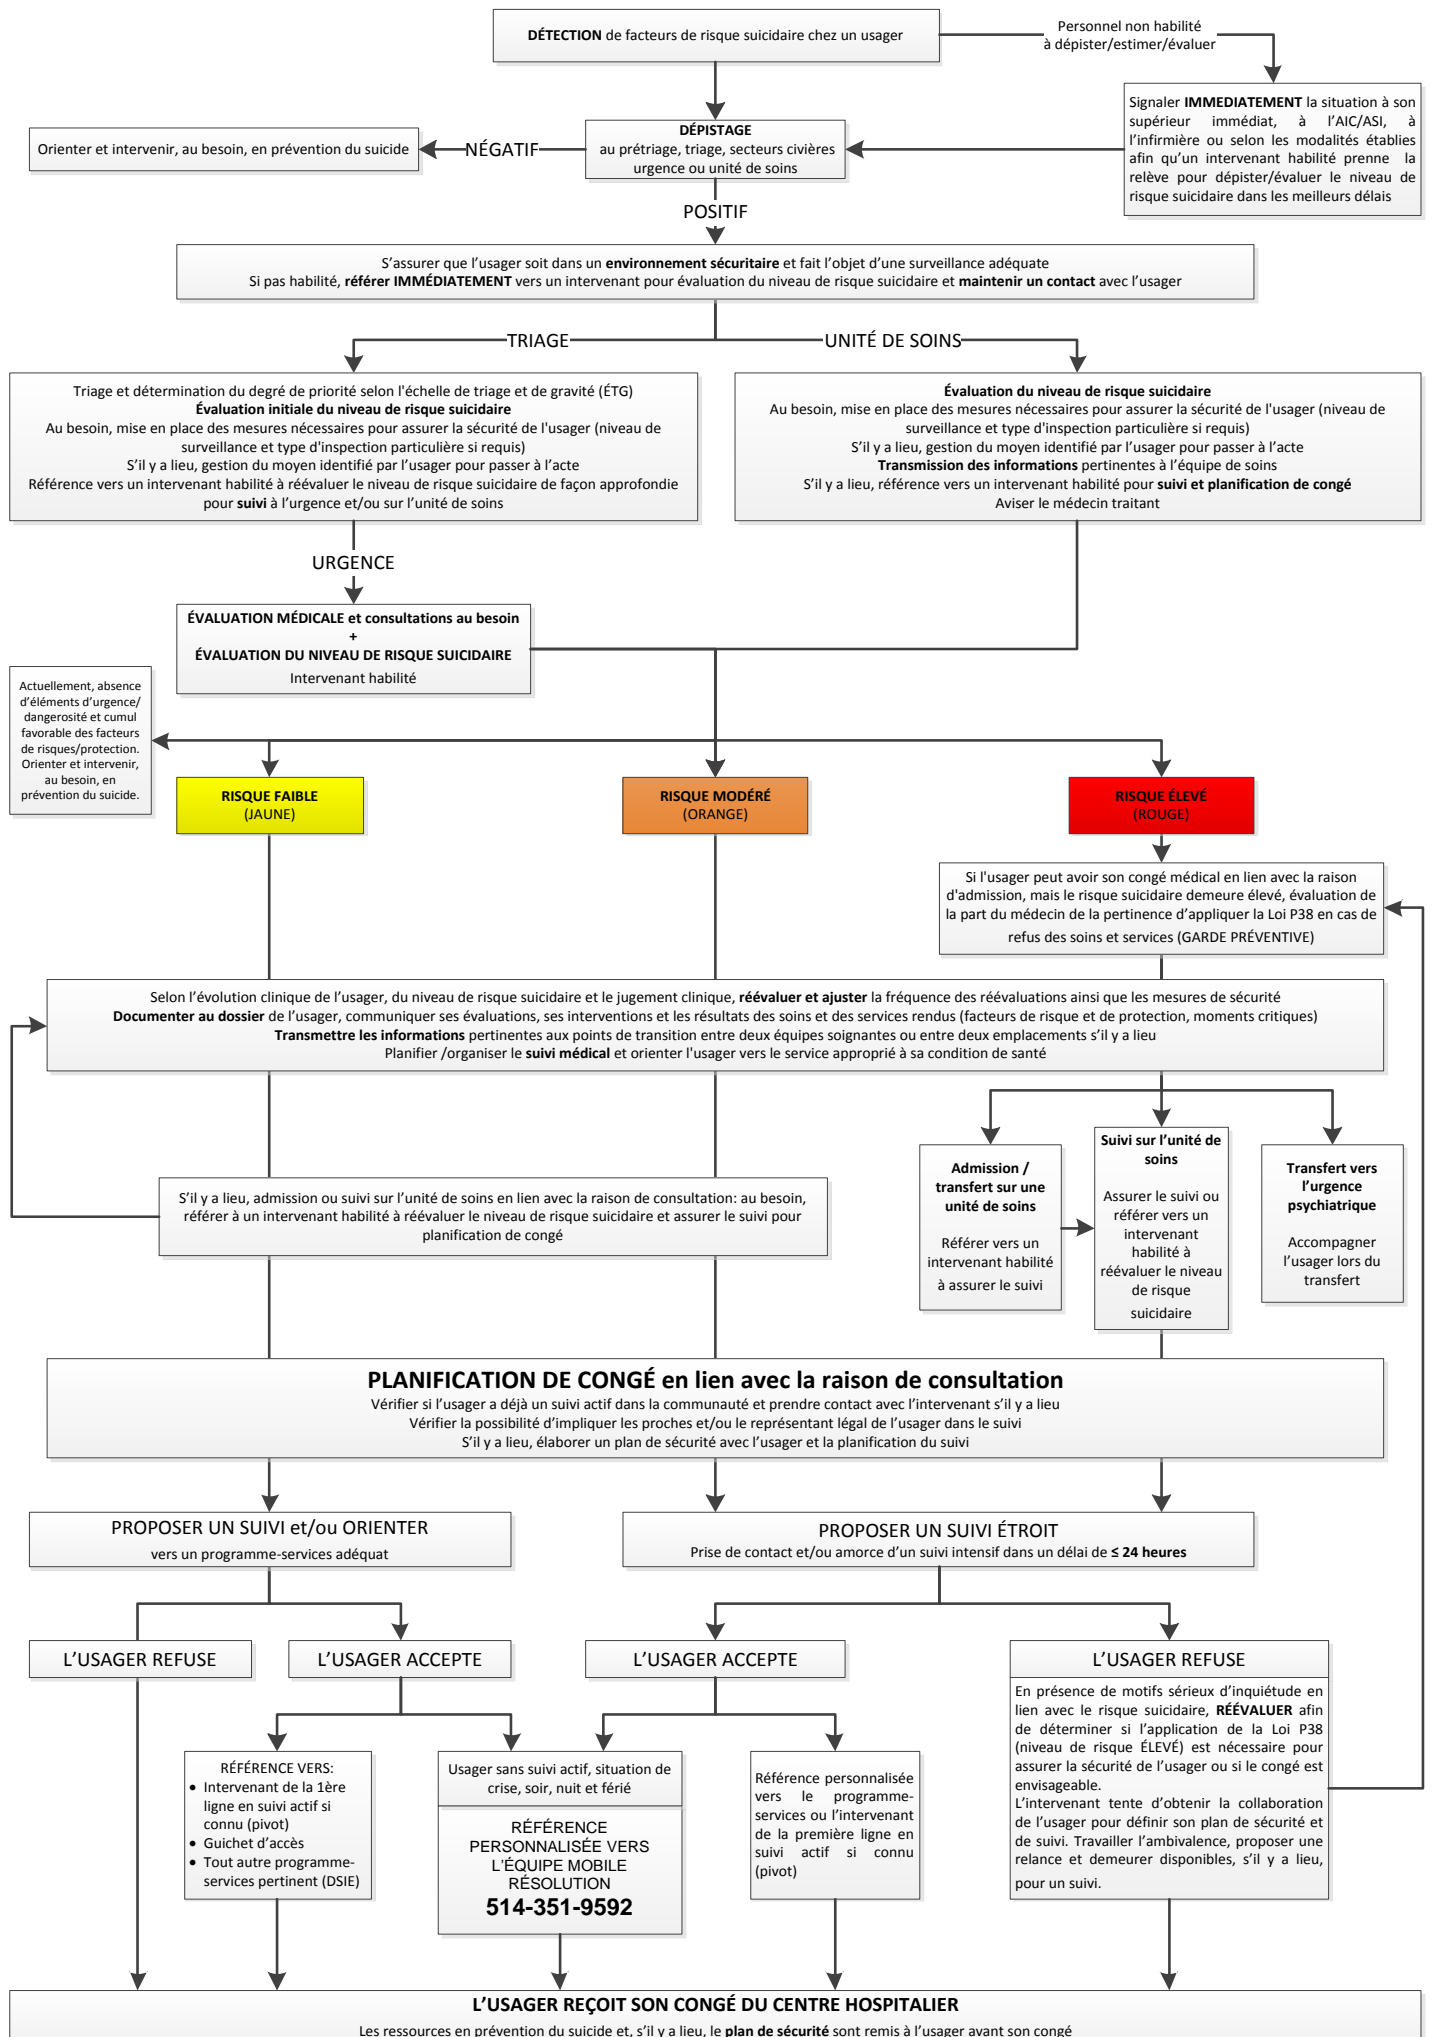 DÉTECTION de facteurs de risque suicidaire chez un usager
Personnel non habilité
à dépister/estimer/évaluer
Signaler IMMEDIATEMENT la situation à son
supérieur immédiat, à l'AIC/ASI, à
l'infirmière ou selon les modalités établies
afin qu'un intervenant habilité prenne la
relève pour dépister/évaluer le niveau de
risque suicidaire dans les meilleurs délais
DÉPISTAGE
au prétriage, triage, secteurs civières
urgence ou unité de soins
NÉGATIF
Orienter et intervenir, au besoin, en prévention du suicide
POSITIF
S'assurer que l'usager soit dans un environnement sécuritaire et fait l'objet d'une surveillance adéquate
Si pas habilité, référer IMMÉDIATEMENT vers un intervenant pour évaluation du niveau de risque suicidaire et maintenir un contact avec l'usager
TRIAGE
UNITÉ DE SOINS
Triage et détermination du degré de priorité selon l'échelle de triage et de gravité (ÉTG)
Évaluation initiale du niveau de risque suicidaire
Au besoin, mise en place des mesures nécessaires pour assurer la sécurité de l'usager (niveau de
surveillance et type d'inspection particulière si requis)
S'il y a lieu, gestion du moyen identifié par l'usager pour passer à l'acte
Référence vers un intervenant habilité à réévaluer le niveau de risque suicidaire de façon approfondie
pour suivi à l'urgence et/ou sur l'unité de soins
Évaluation du niveau de risque suicidaire
Au besoin, mise en place des mesures nécessaires pour assurer la sécurité de l'usager (niveau de
surveillance et type d'inspection particulière si requis)
S'il y a lieu, gestion du moyen identifié par l'usager pour passer à l'acte
Transmission des informations pertinentes à l'équipe de soins
S'il y a lieu, référence vers un intervenant habilité pour suivi et planification de congé
Aviser le médecin traitant
URGENCE
ÉVALUATION MÉDICALE et consultations au besoin
+
ÉVALUATION DU NIVEAU DE RISQUE SUICIDAIRE
Intervenant habilité
Actuellement, absence
d'éléments d'urgence/
dangerosité et cumul
favorable des facteurs
de risques/protection.
Orienter et intervenir,
au besoin, en
prévention du suicide.
RISQUE FAIBLE
(JAUNE)
RISQUE MODÉRÉ
(ORANGE)
RISQUE ÉLEVÉ
(ROUGE)
Si l'usager peut avoir son congé médical en lien avec la raison
d'admission, mais le risque suicidaire demeure élevé, évaluation de
la part du médecin de la pertinence d'appliquer la Loi P38 en cas de
refus des soins et services (GARDE PRÉVENTIVE)
Selon l'évolution clinique de l'usager, du niveau de risque suicidaire et le jugement clinique, réévaluer et ajuster la fréquence des réévaluations ainsi que les mesures de sécurité
Documenter au dossier de l'usager, communiquer ses évaluations, ses interventions et les résultats des soins et des services rendus (facteurs de risque et de protection, moments critiques)
Transmettre les informations pertinentes aux points de transition entre deux équipes soignantes ou entre deux emplacements s'il y a lieu
Planifier /organiser le suivi médical et orienter l'usager vers le service approprié à sa condition de santé
S'il y a lieu, admission ou suivi sur l'unité de soins en lien avec la raison de consultation: au besoin,
référer à un intervenant habilité à réévaluer le niveau de risque suicidaire et assurer le suivi pour
planification de congé
Admission /
transfert sur une
unité de soins
Référer vers un
intervenant habilité
à assurer le suivi
Suivi sur l'unité de
soins
Assurer le suivi ou
référer vers un
intervenant
habilité à
réévaluer le niveau
de risque
suicidaire
Transfert vers
l'urgence
psychiatrique
Accompagner
l'usager lors du
transfert
PLANIFICATION DE CONGÉ en lien avec la raison de consultation
Vérifier si l'usager a déjà un suivi actif dans la communauté et prendre contact avec l'intervenant s'il y a lieu
Vérifier la possibilité d'impliquer les proches et/ou le représentant légal de l'usager dans le suivi
S'il y a lieu, élaborer un plan de sécurité avec l'usager et la planification du suivi
PROPOSER UN SUIVI et/ou ORIENTER
vers un programme-services adéquat
PROPOSER UN SUIVI ÉTROIT
Prise de contact et/ou amorce d'un suivi intensif dans un délai de ≤ 24 heures
L'USAGER REFUSE
L'USAGER ACCEPTE
L'USAGER ACCEPTE
L'USAGER REFUSE
En présence de motifs sérieux d'inquiétude en
lien avec le risque suicidaire, RÉÉVALUER afin
de déterminer si l'application de la Loi P38
(niveau de risque ÉLEVÉ) est nécessaire pour
assurer la sécurité de l'usager ou si le congé est
envisageable.
L'intervenant tente d'obtenir la collaboration
de l'usager pour définir son plan de sécurité et
de suivi. Travailler l'ambivalence, proposer une
relance et demeurer disponibles, s'il y a lieu,
pour un suivi.
RÉFÉRENCE VERS:
• Intervenant de la 1ère
ligne en suivi actif si
connu (pivot)
• Guichet d'accès
• Tout autre programme-
services pertinent (DSIE)
Usager sans suivi actif, situation de
crise, soir, nuit et férié
RÉFÉRENCE
PERSONNALISÉE VERS
L'ÉQUIPE MOBILE
RÉSOLUTION
514-351-9592
Référence personnalisée
vers le programme-
services ou l'intervenant
de la première ligne en
suivi actif si connu
(pivot)
L'USAGER REÇOIT SON CONGÉ DU CENTRE HOSPITALIER
Les ressources en prévention du suicide et, s'il y a lieu, le plan de sécurité sont remis à l'usager avant son congé